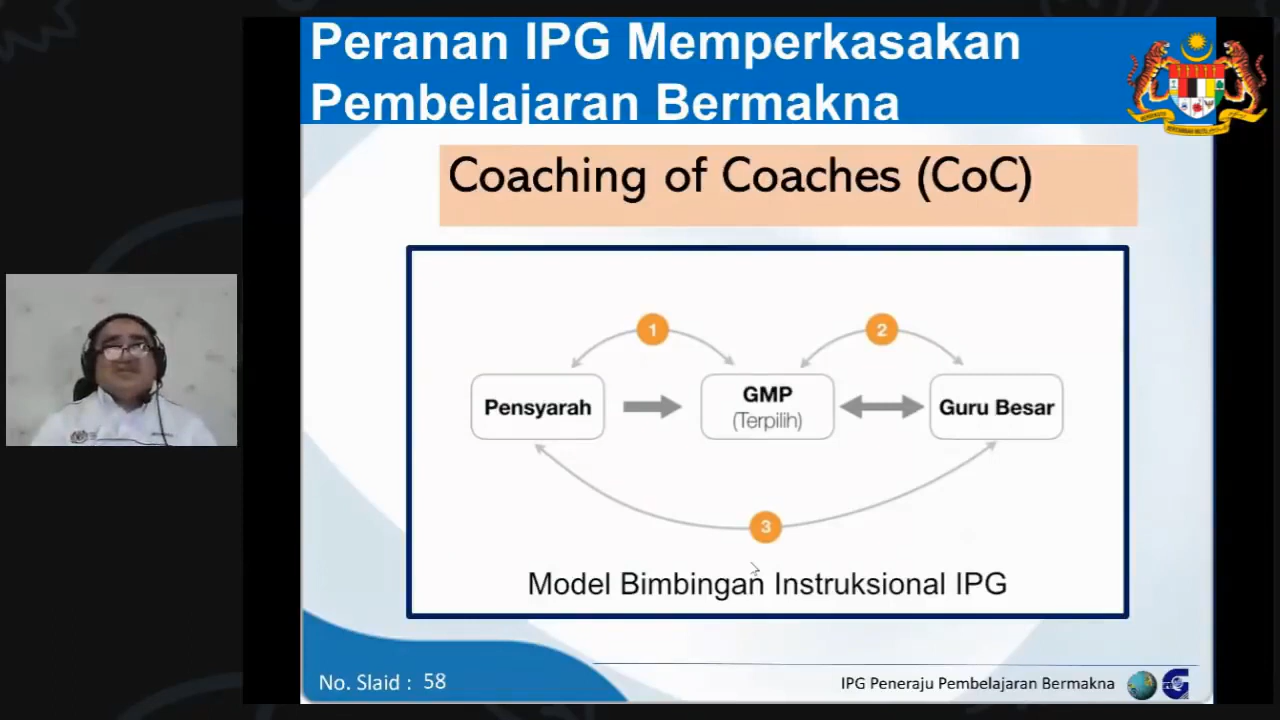 Peranan IPG Memperkasakan
Pembelajaran Bermakna
Coaching of Coaches (CoC)
1
2
Pensyarah
GMP
(Terpilih)
Guru Besar
3
Model Bimbingan Instruksional IPG
No. Slaid : 58
IPG Peneraju Pembelajaran Bermakna